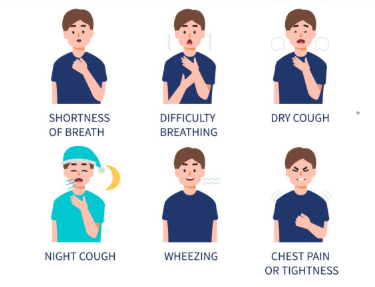 SHORTNESS
OF BREATH
DIFFICULTY
BREATHING
DRY COUGH
NIGHT COUGH
WHEEZING
CHEST PAIN
OR TIGHTNESS